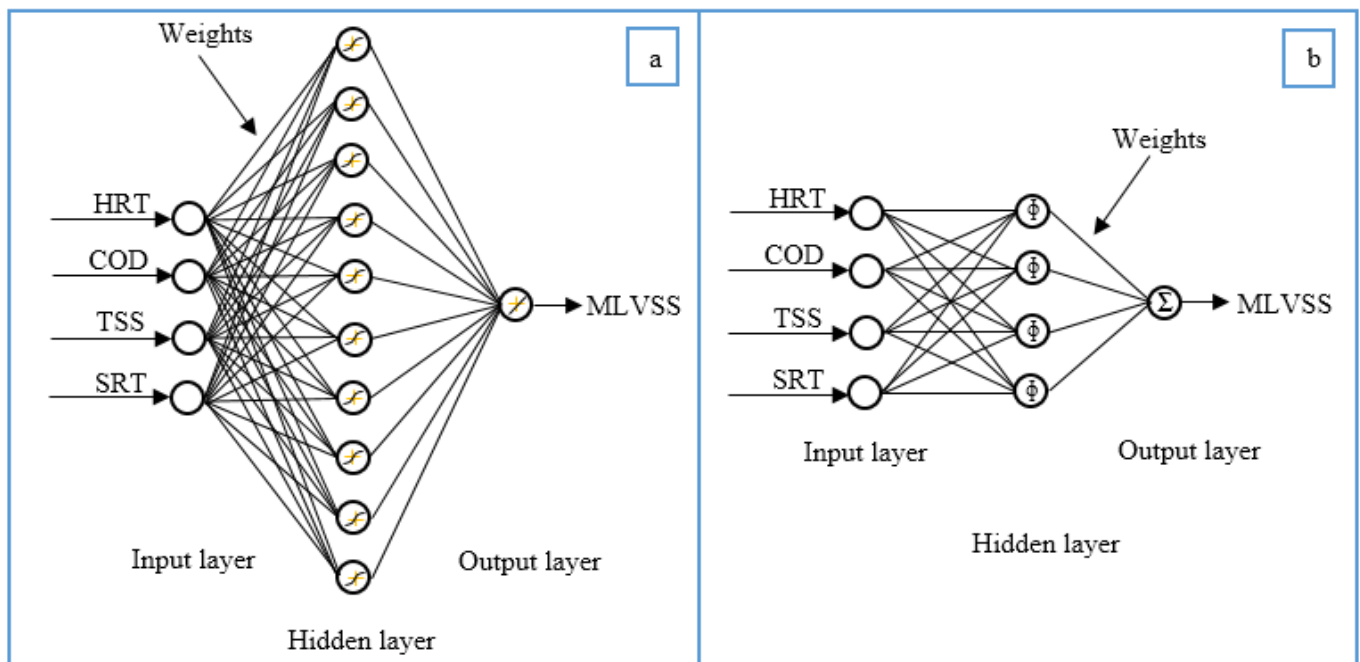 Weights
a
HRT
COD
TSS
SRT
MLVSS
Input layer
Output layer
Hidden layer
b
Weights
HRT
COD
TSS
SRT
Φ
Φ
Φ
Φ
Σ
MLVSS
Input layer
Output layer
Hidden layer